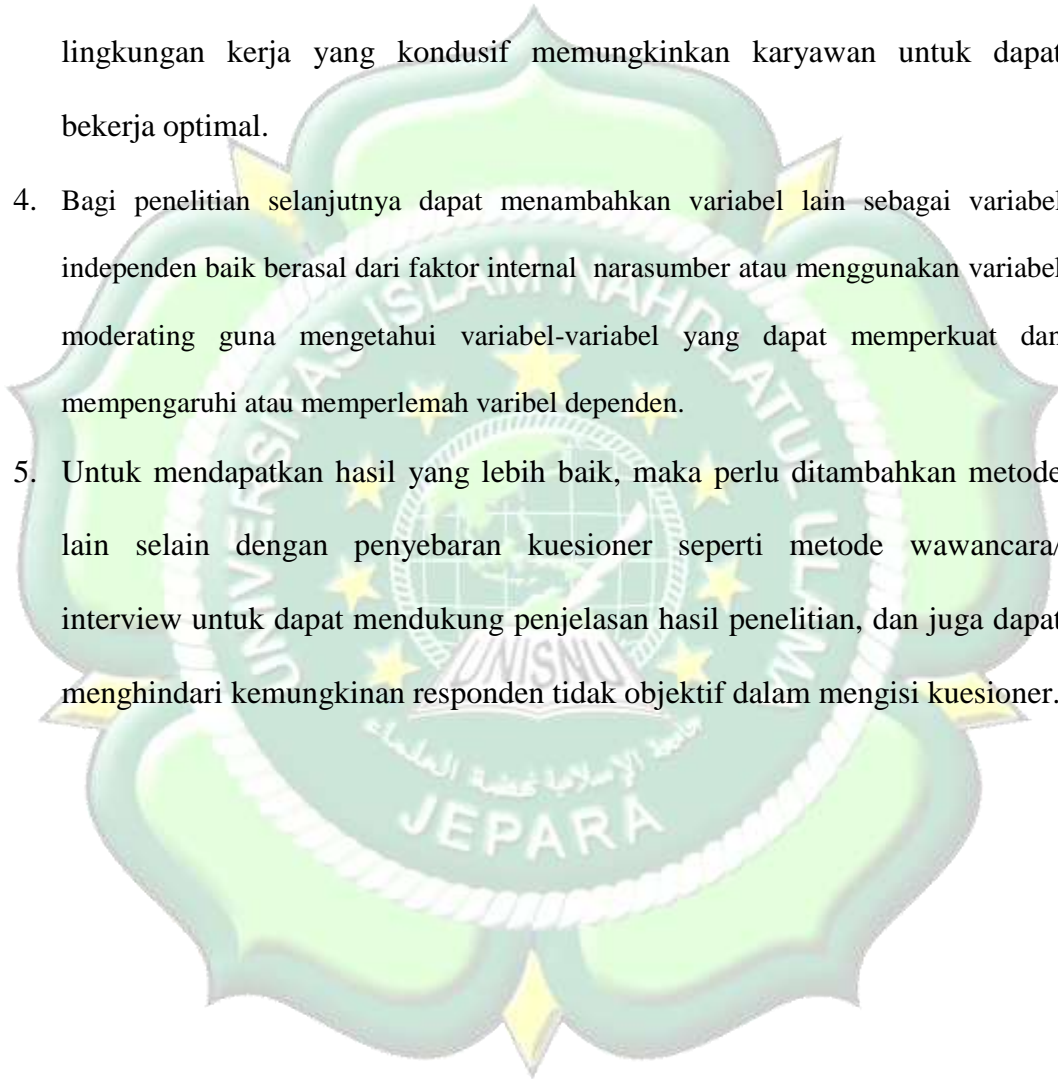 lingkungan kerja yang kondusif memungkinkan karyawan untuk dapat
bekerja optimal.
4. Bagi penelitian selanjutnya dapat menambahkan variabel lain sebagai variabel
independen baik berasal dari faktor internal narasumber atau menggunakan variabel
moderating guna mengetahui variabel-variabel yang dapat memperkuat dan
mempengaruhi atau memperlemah varibel dependen.
5. Untuk mendapatkan hasil yang lebih baik, maka perlu ditambahkan metode
lain selain dengan penyebaran kuesioner seperti metode wawancara/
interview untuk dapat mendukung penjelasan hasil penelitian, dan juga dapat
menghindari kemungkinan responden tidak objektif dalam mengisi kuesioner.
UNIVERSITAS ISLAM NAHDLATUL ULAMA
UNISNU
JEPARA